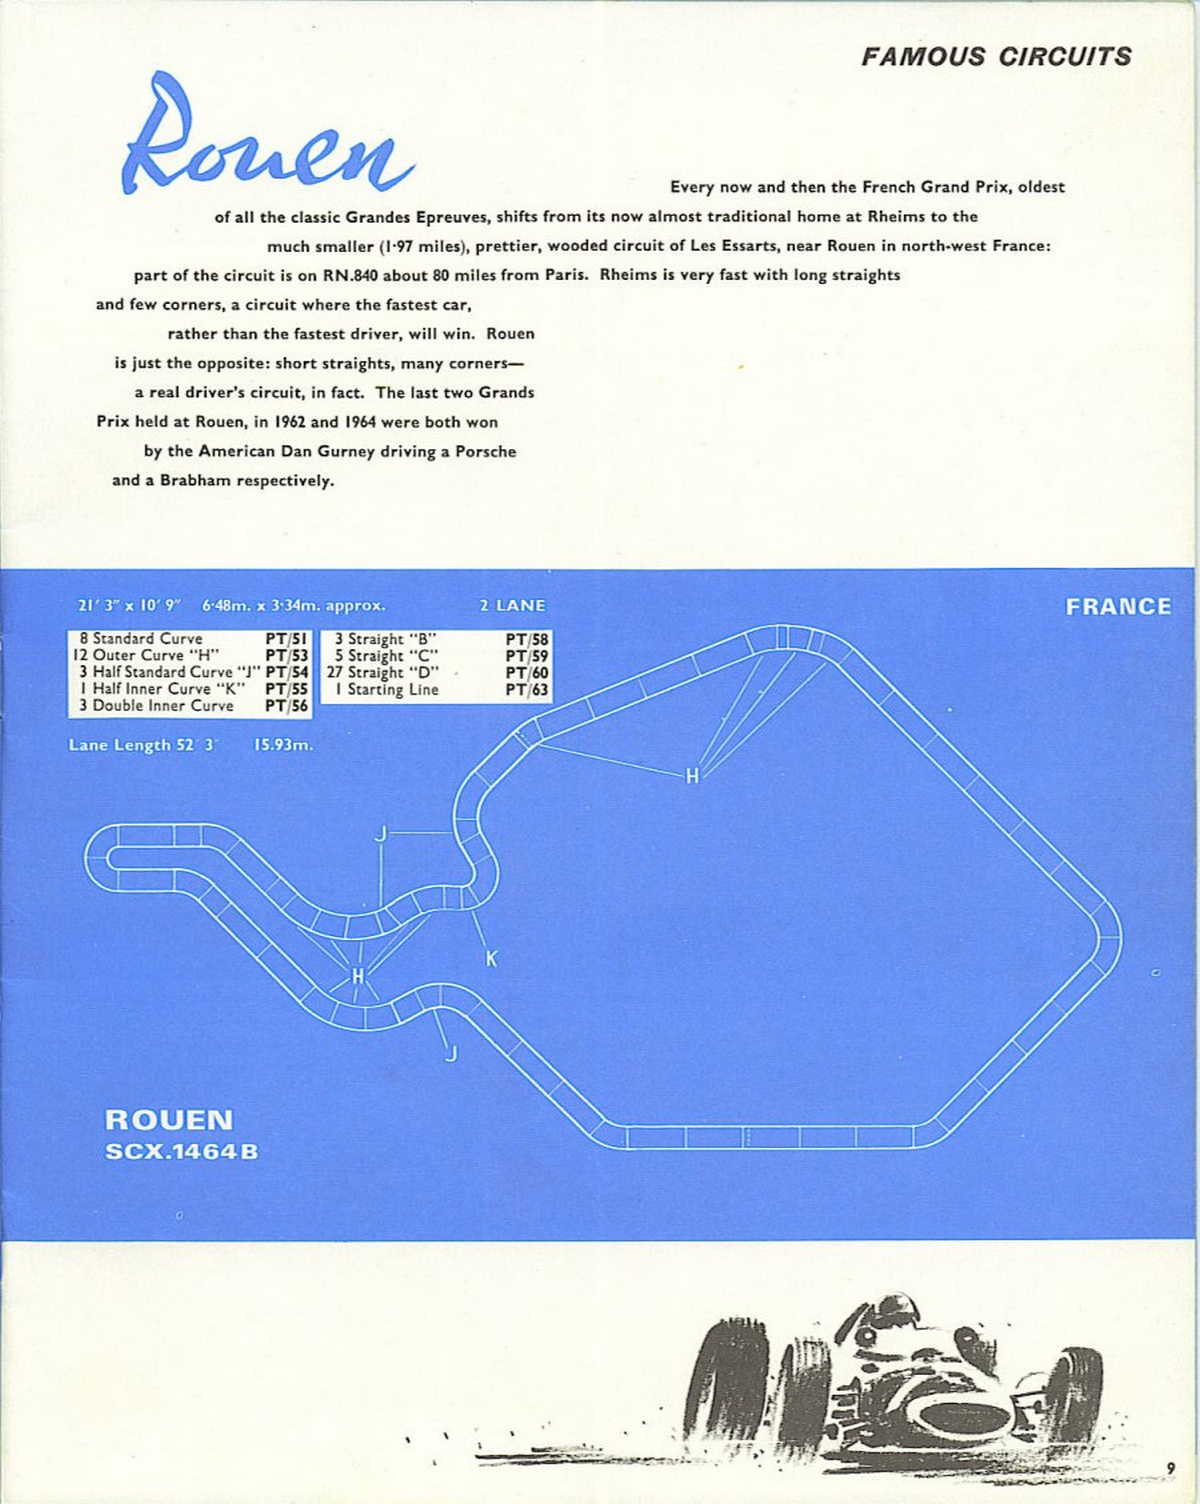 FAMOUS CIRCUITS
Rouen
Every now and then the French Grand Prix, oldest
of all the classic Grandes Epreuves, shifts from its now almost traditional home at Rheims to the
much smaller (1·97 miles), prettier, wooded circuit of Les Essarts, near Rouen in north-west France:
part of the circuit is on RN.840 about 80 miles from Paris. Rheims is very fast with long straights
and few corners, a circuit where the fastest car,
rather than the fastest driver, will win. Rouen
is just the opposite: short straights, many corners—
a real driver's circuit, in fact. The last two Grands
Prix held at Rouen, in 1962 and 1964 were both won
by the American Dan Gurney driving a Porsche
and a Brabham respectively.
21′ 3″ x 10′ 9″ 6·48m. x 3·34m. approx. 2 LANE
FRANCE
8 Standard Curve PT/51
12 Outer Curve "H" PT/53
3 Half Standard Curve "J" PT/54
1 Half Inner Curve "K" PT/55
3 Double Inner Curve PT/56
3 Straight "B" PT/58
5 Straight "C" PT/59
27 Straight "D" PT/60
1 Starting Line PT/63
Lane Length 52′ 3″ 15.93m.
H
J
K
H
J
ROUEN
SCX.1464B
9